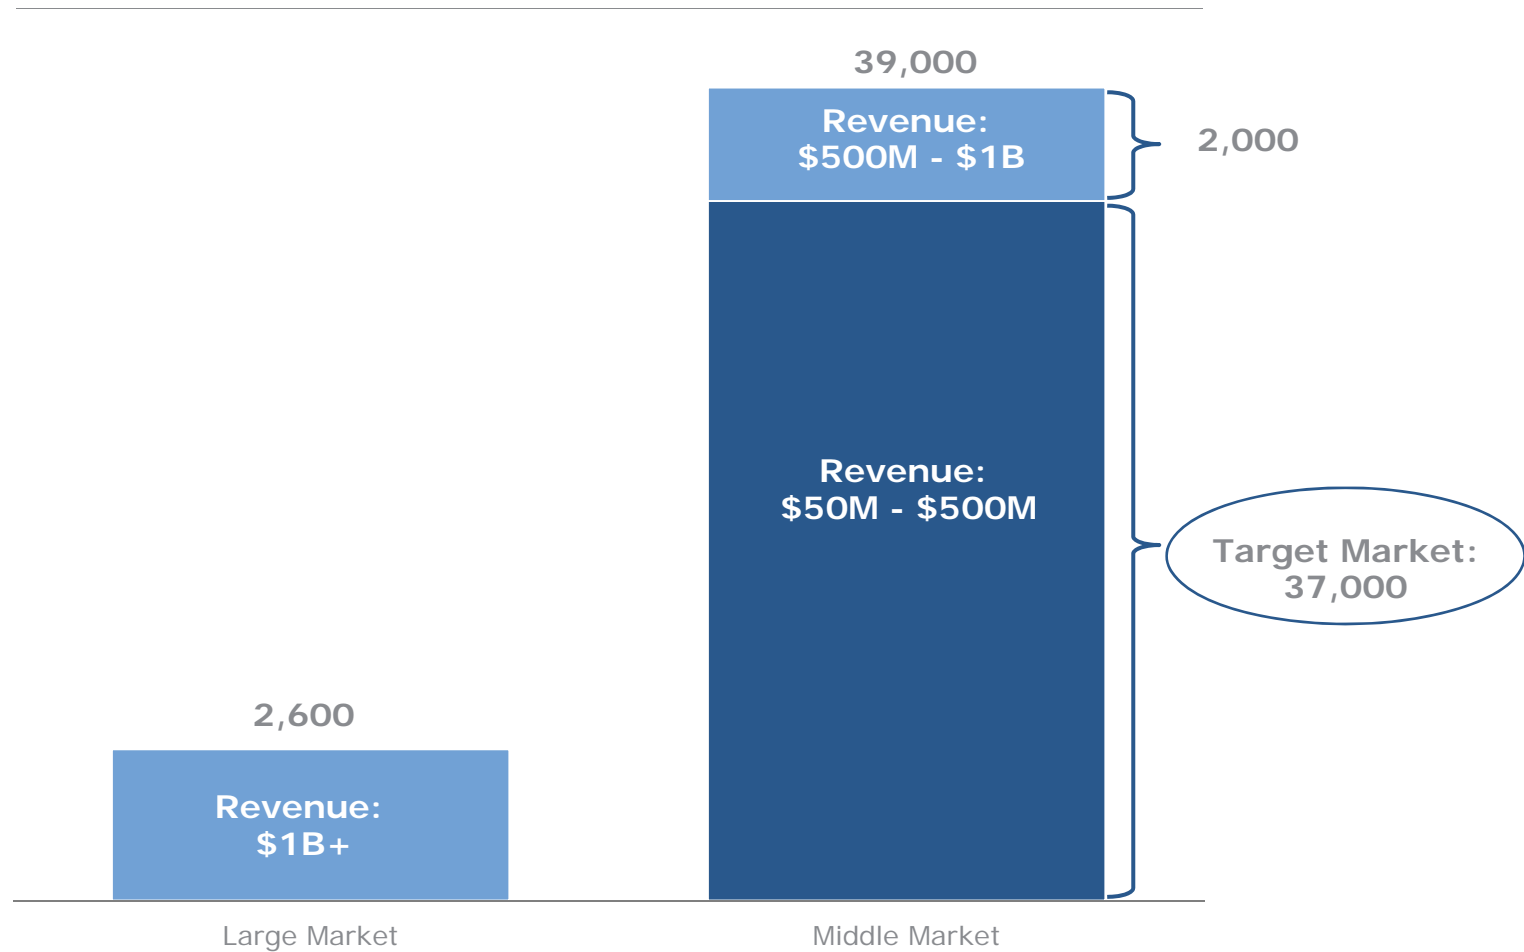 39,000
Revenue:
$500M - $1B
2,000
Revenue:
$50M - $500M
Target Market:
37,000
2,600
Revenue:
$1B+
Large Market
Middle Market